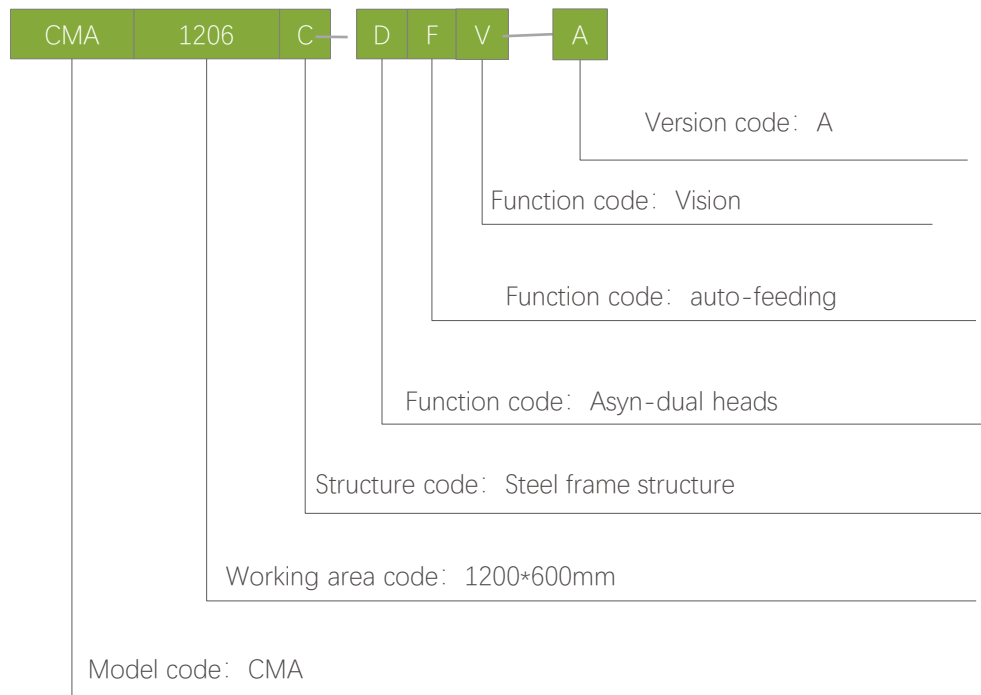 CMA 1206 C - D F V - A
Version code: A
Function code: Vision
Function code: auto-feeding
Function code: Asyn-dual heads
Structure code: Steel frame structure
Working area code: 1200*600mm
Model code: CMA